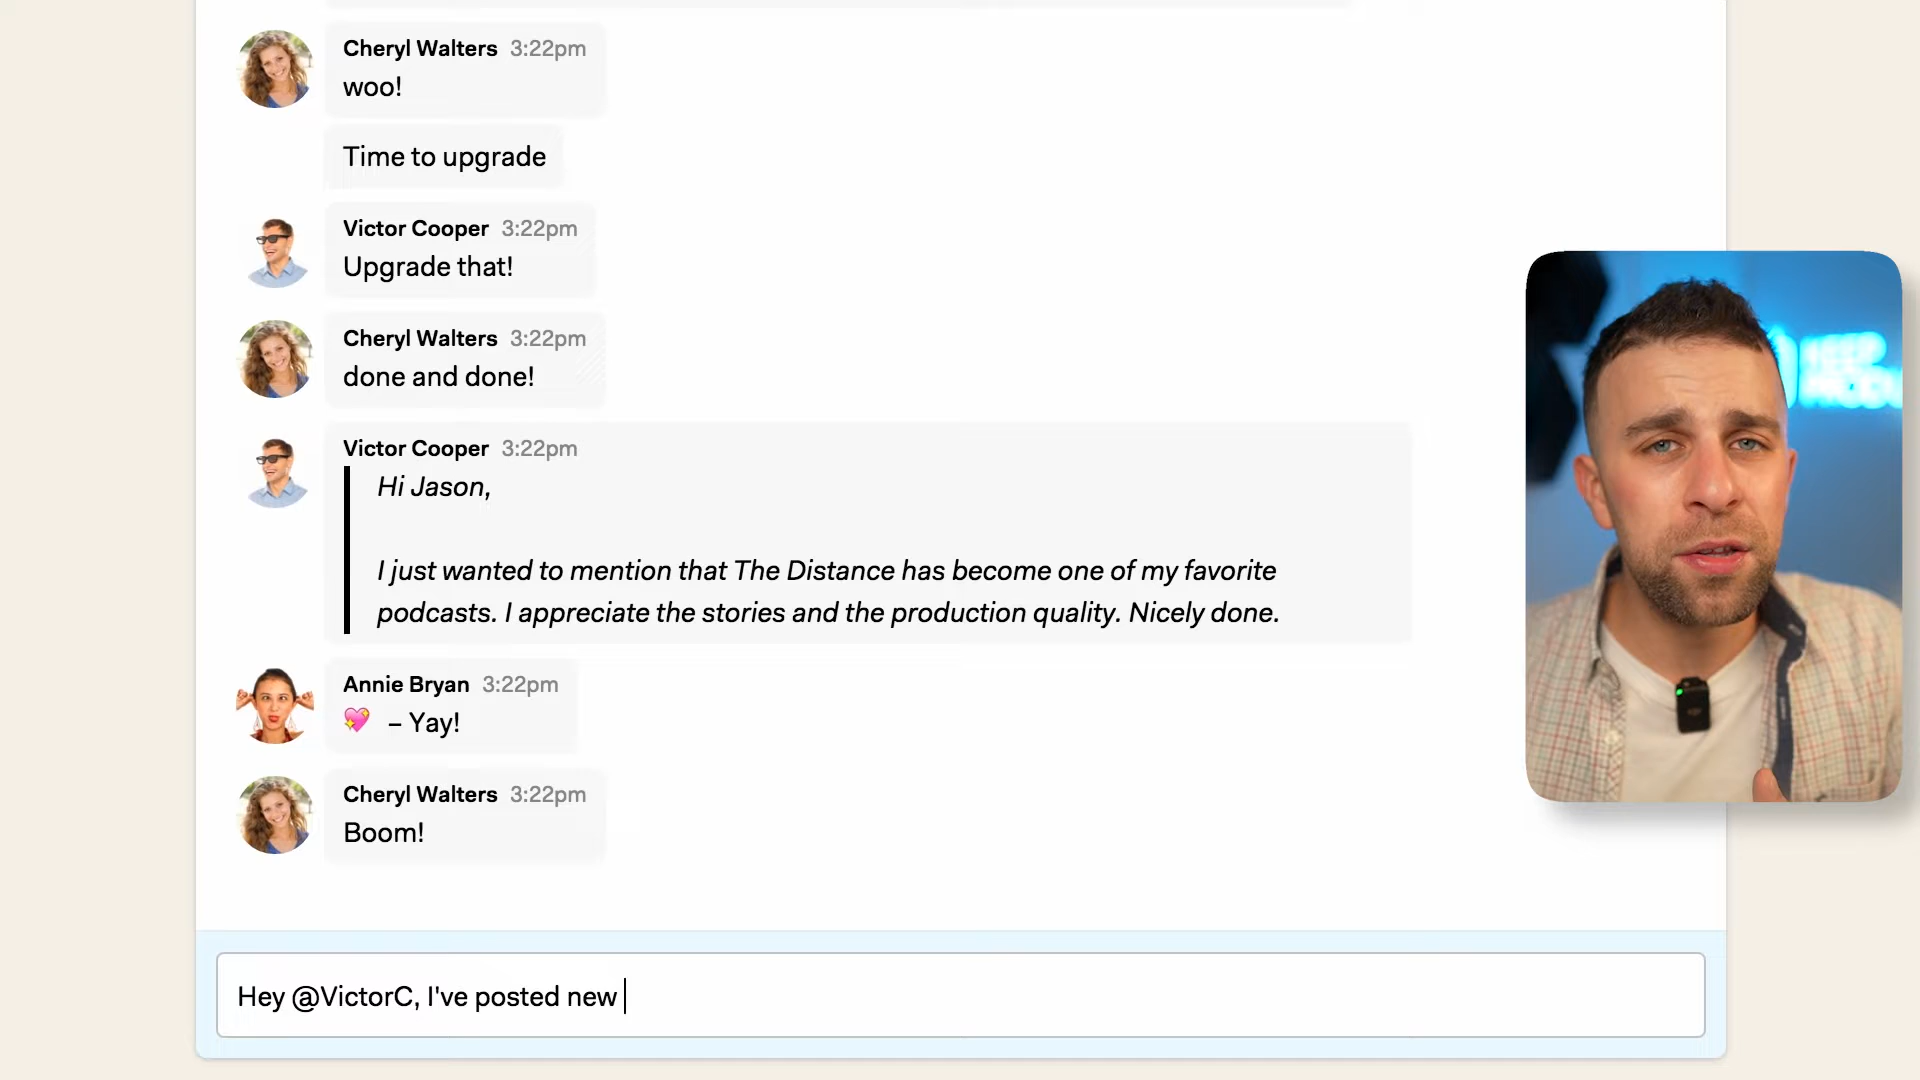 Cheryl Walters 3:22pm
woo!
Time to upgrade
Victor Cooper 3:22pm
Upgrade that!
Cheryl Walters 3:22pm
done and done!
Victor Cooper 3:22pm
Hi Jason,
I just wanted to mention that The Distance has become one of my favorite
podcasts. I appreciate the stories and the production quality. Nicely done.
Annie Bryan 3:22pm
💖 – Yay!
Cheryl Walters 3:22pm
Boom!
Hey @VictorC, I've posted new